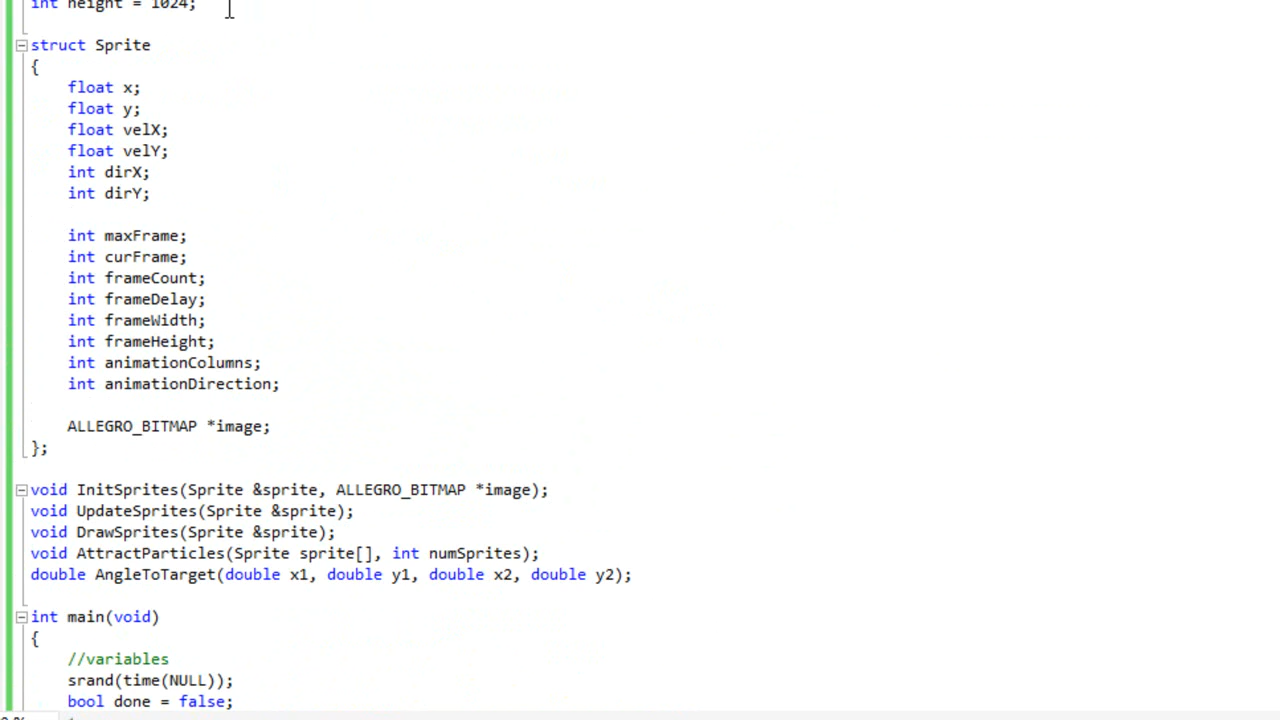 int height = 1024;
struct Sprite
{
float x;
float y;
float velX;
float velY;
int dirX;
int dirY;
int maxFrame;
int curFrame;
int frameCount;
int frameDelay;
int frameWidth;
int frameHeight;
int animationColumns;
int animationDirection;
ALLEGRO_BITMAP *image;
};
void InitSprites(Sprite &sprite, ALLEGRO_BITMAP *image);
void UpdateSprites(Sprite &sprite);
void DrawSprites(Sprite &sprite);
void AttractParticles(Sprite sprite[], int numSprites);
double AngleToTarget(double x1, double y1, double x2, double y2);
int main(void)
{
//variables
srand(time(NULL));
bool done = false;